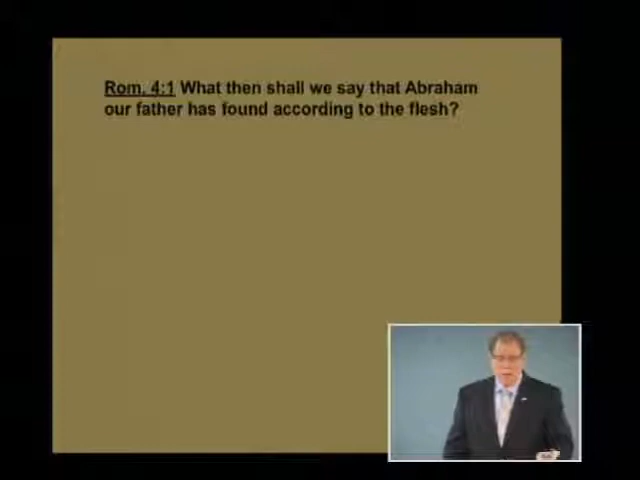 Rom. 4:1 What then shall we say that Abraham
our father has found according to the flesh?